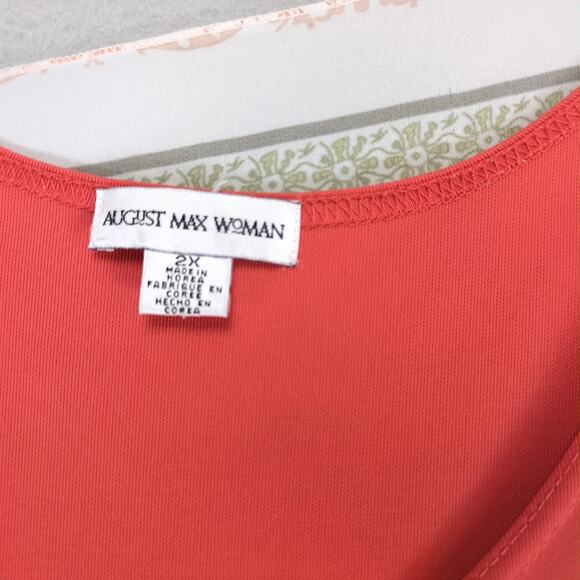 AUGUST MAX WOMAN
2X
MADE IN
KOREA
FABRIQUE EN
COREE
HECHO EN
COREA